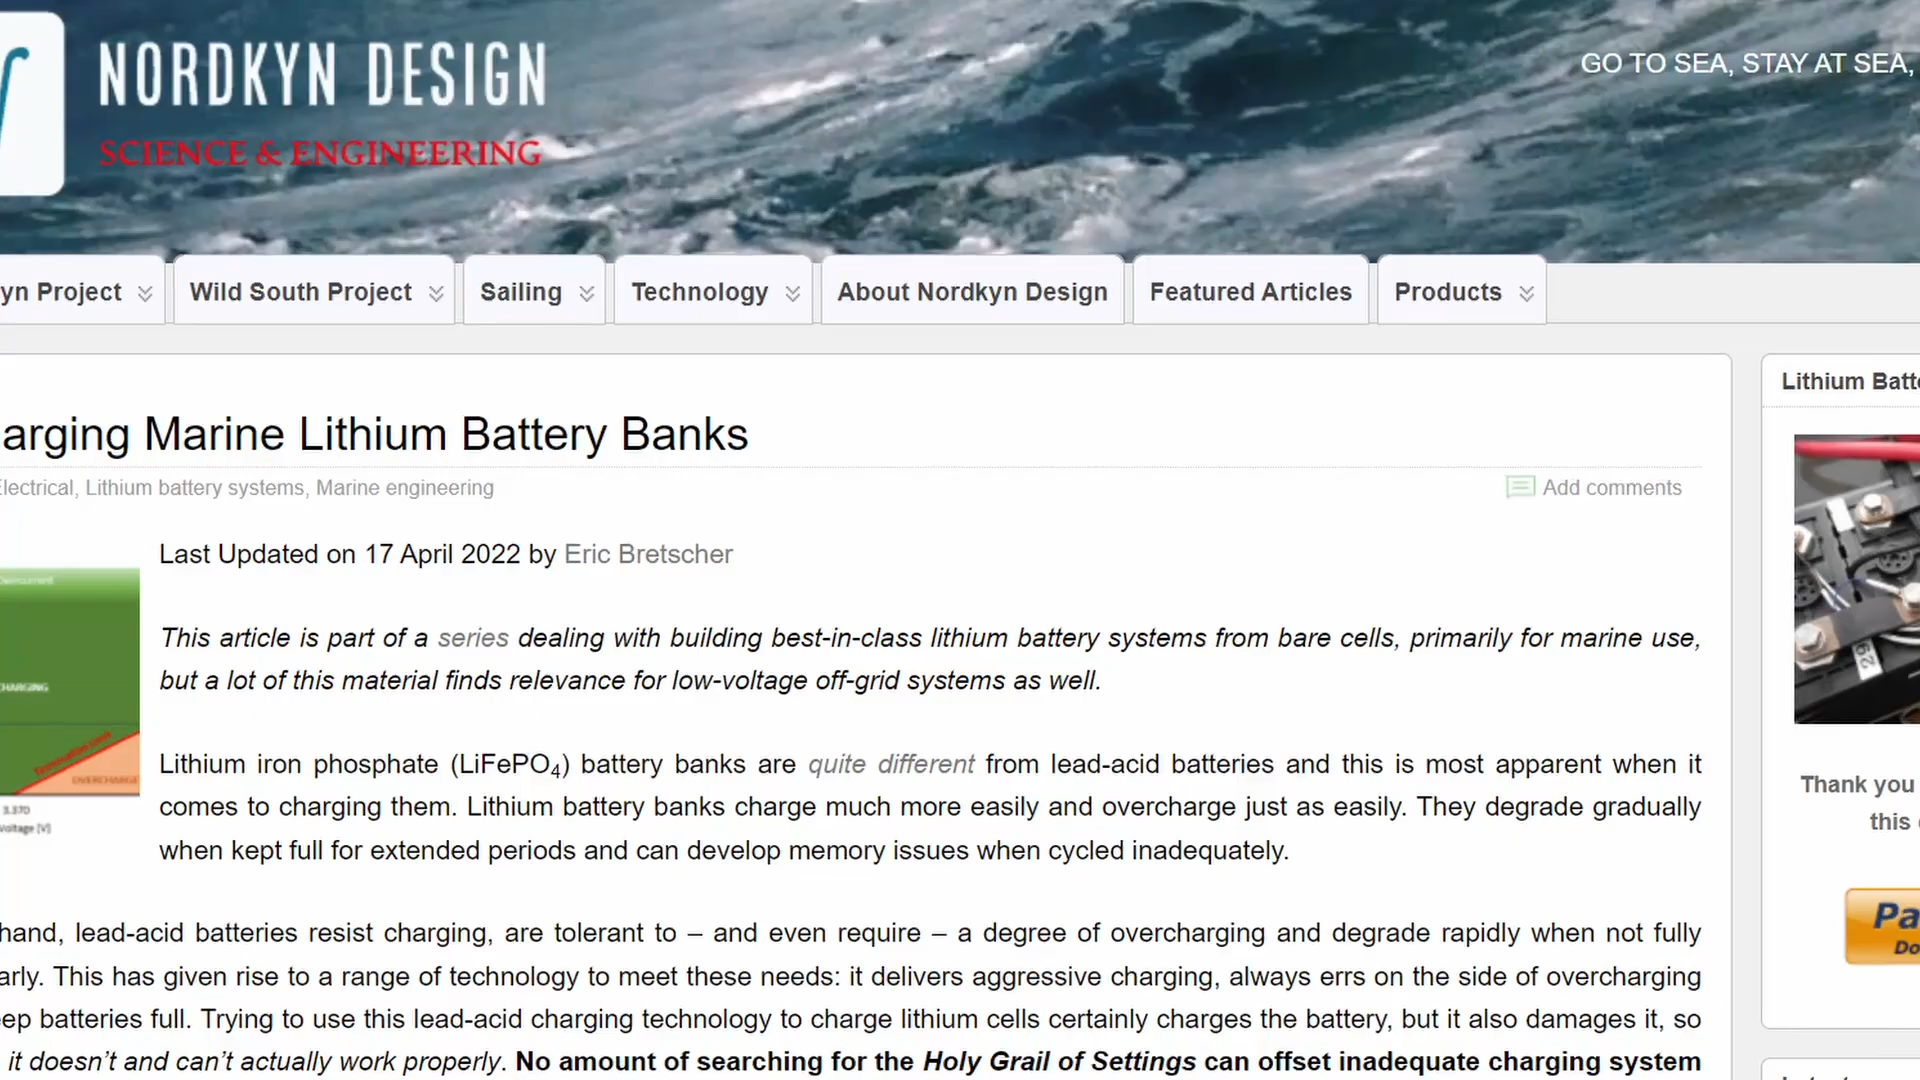 NORDKYN DESIGN
SCIENCE & ENGINEERING
GO TO SEA, STAY AT SEA,
yn Project
Wild South Project
Sailing
Technology
About Nordkyn Design
Featured Articles
Products
arging Marine Lithium Battery Banks
Electrical, Lithium battery systems, Marine engineering
Add comments
Last Updated on 17 April 2022 by Eric Bretscher
This article is part of a series dealing with building best-in-class lithium battery systems from bare cells, primarily for marine use,
but a lot of this material finds relevance for low-voltage off-grid systems as well.
Lithium iron phosphate (LiFePO4) battery banks are quite different from lead-acid batteries and this is most apparent when it
comes to charging them. Lithium battery banks charge much more easily and overcharge just as easily. They degrade gradually
when kept full for extended periods and can develop memory issues when cycled inadequately.
hand, lead-acid batteries resist charging, are tolerant to – and even require – a degree of overcharging and degrade rapidly when not fully
arly. This has given rise to a range of technology to meet these needs: it delivers aggressive charging, always errs on the side of overcharging
eep batteries full. Trying to use this lead-acid charging technology to charge lithium cells certainly charges the battery, but it also damages it, so
it doesn't and can't actually work properly. No amount of searching for the Holy Grail of Settings can offset inadequate charging system
Overcurrent
CHARGING
OVERCHARGE
3.370
Voltage [V]
Lithium Batte
Thank you
this
Pa
Do